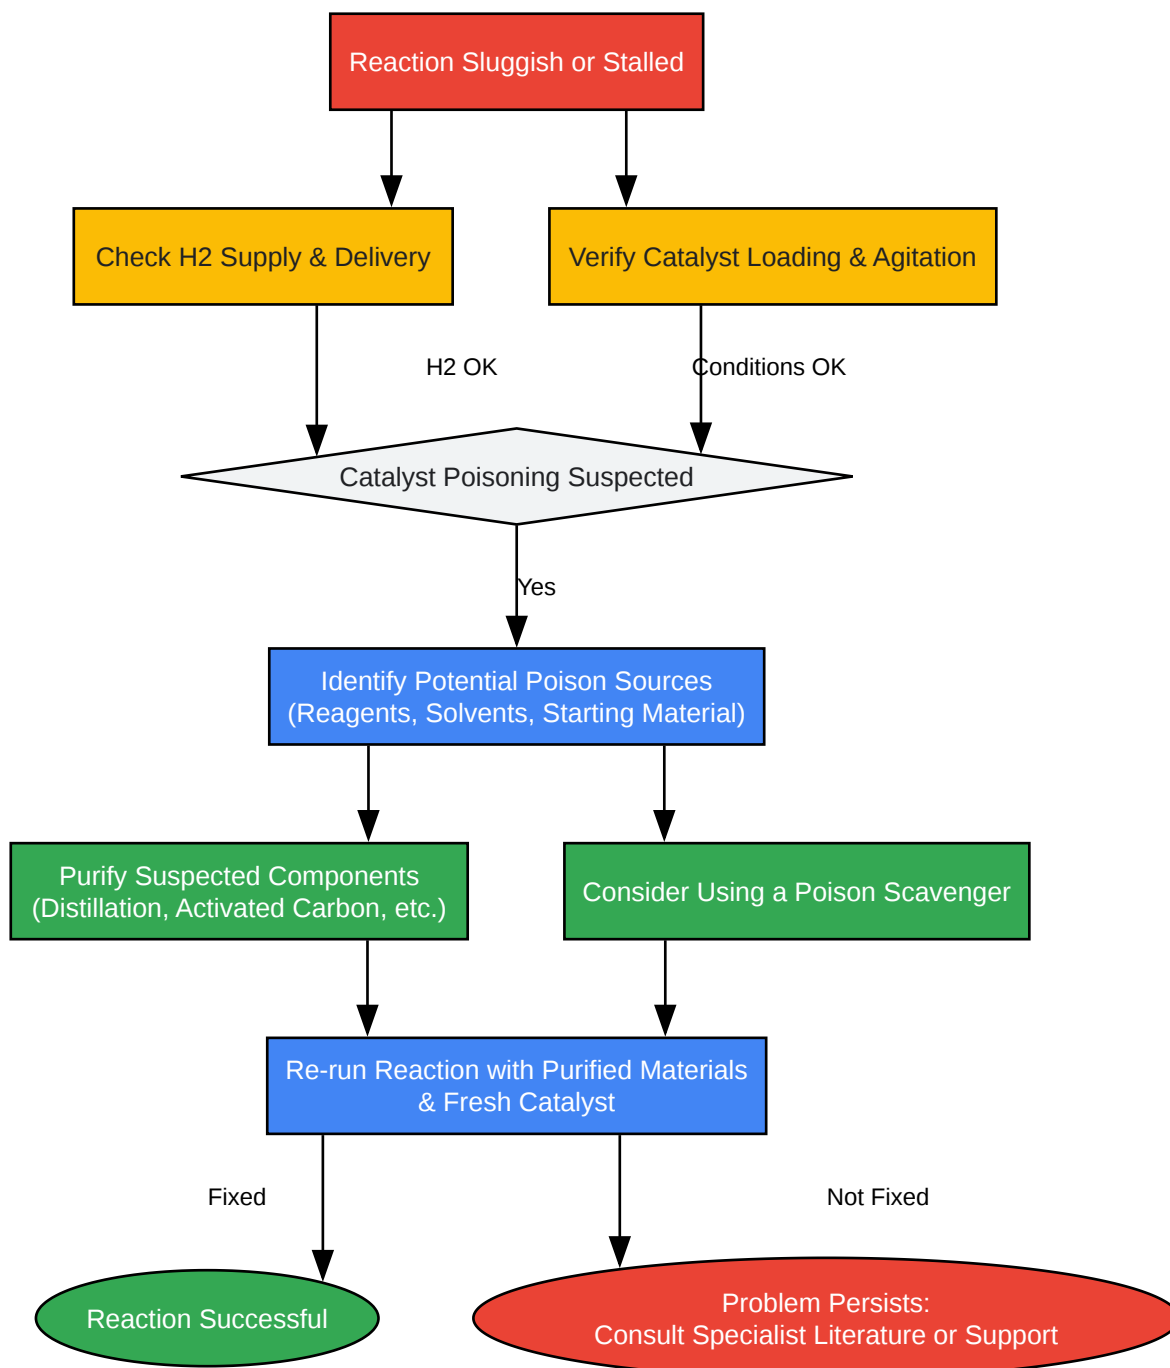 Reaction Sluggish or Stalled
Check H2 Supply & Delivery
Verify Catalyst Loading & Agitation
H2 OK
Conditions OK
Catalyst Poisoning Suspected
Yes
Identify Potential Poison Sources
(Reagents, Solvents, Starting Material)
Purify Suspected Components
(Distillation, Activated Carbon, etc.)
Consider Using a Poison Scavenger
Re-run Reaction with Purified Materials
& Fresh Catalyst
Fixed
Not Fixed
Reaction Successful
Problem Persists:
Consult Specialist Literature or Support